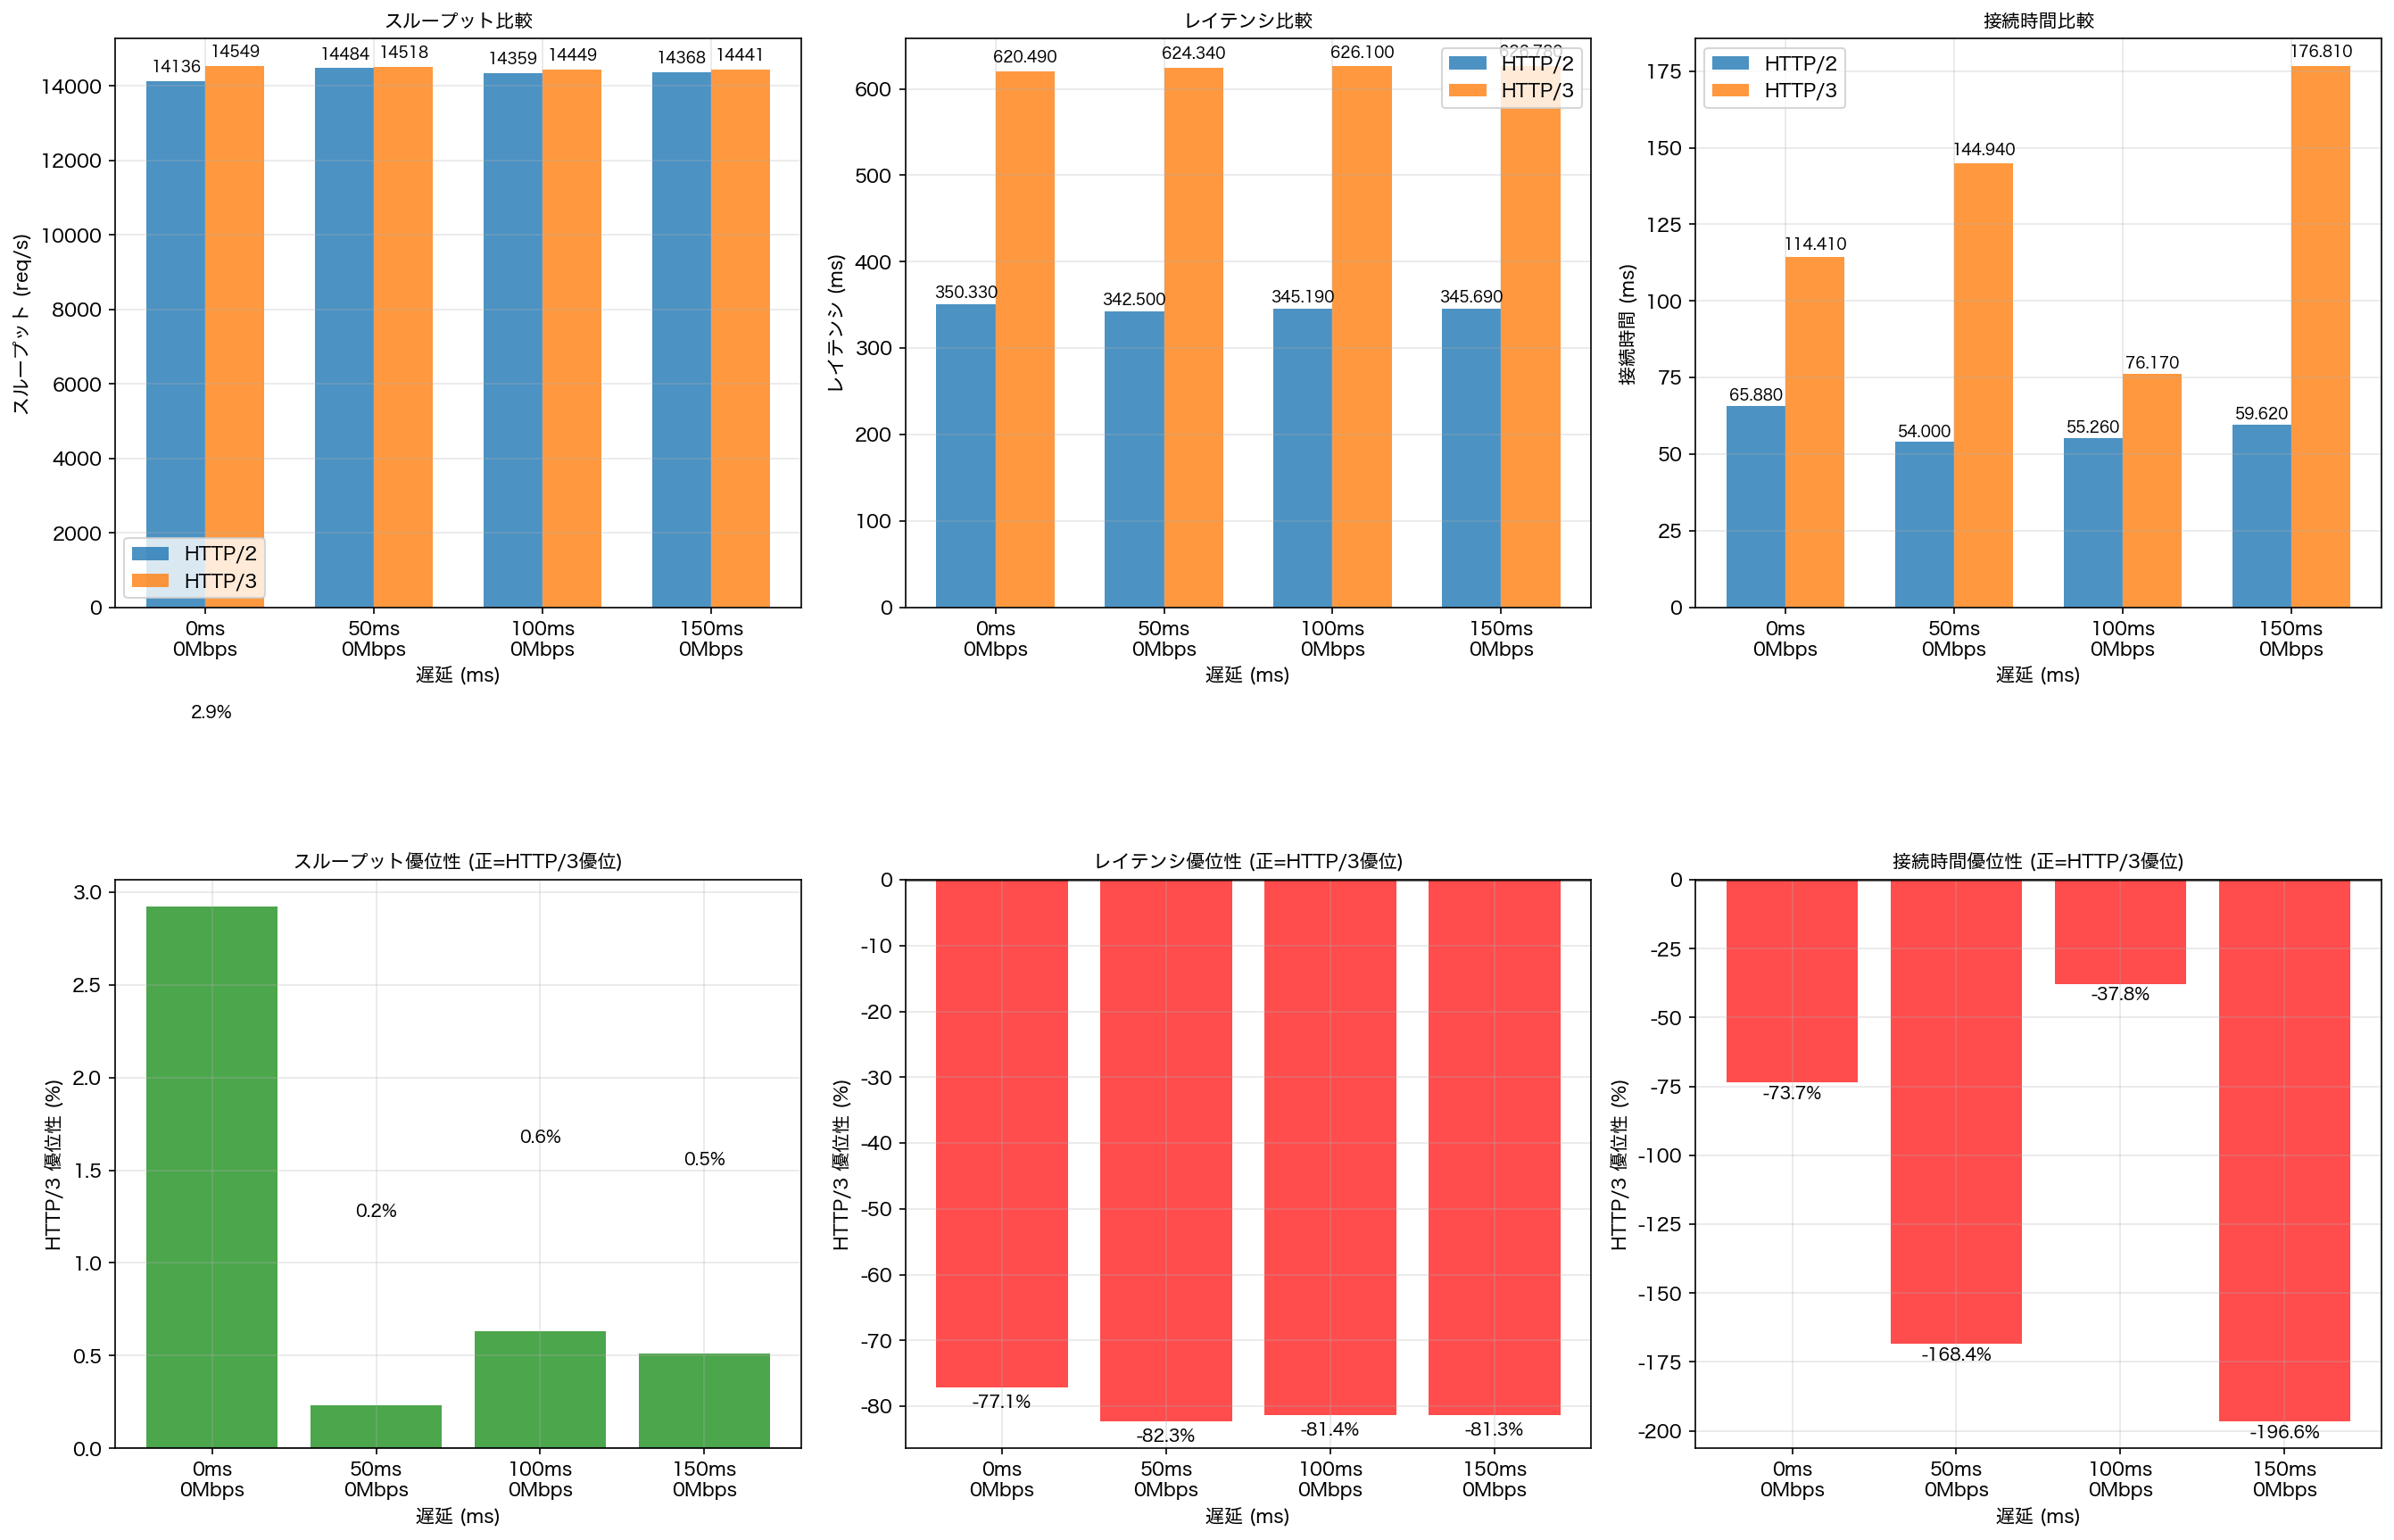 スループット比較
14136
14549
14484
14518
14359
14449
14368
14441
スループット (req/s)
14000
12000
10000
8000
6000
4000
2000
0
HTTP/2
HTTP/3
0ms
0Mbps
50ms
0Mbps
100ms
0Mbps
150ms
0Mbps
遅延 (ms)
レイテンシ比較
350.330
620.490
342.500
624.340
345.190
626.100
345.690
626.780
レイテンシ (ms)
600
500
400
300
200
100
0
HTTP/2
HTTP/3
0ms
0Mbps
50ms
0Mbps
100ms
0Mbps
150ms
0Mbps
遅延 (ms)
接続時間比較
65.880
114.410
54.000
144.940
55.260
76.170
59.620
176.810
接続時間 (ms)
175
150
125
100
75
50
25
0
HTTP/2
HTTP/3
0ms
0Mbps
50ms
0Mbps
100ms
0Mbps
150ms
0Mbps
遅延 (ms)
2.9%
スループット優位性 (正=HTTP/3優位)
0.2%
0.6%
0.5%
HTTP/3 優位性 (%)
3.0
2.5
2.0
1.5
1.0
0.5
0.0
0ms
0Mbps
50ms
0Mbps
100ms
0Mbps
150ms
0Mbps
遅延 (ms)
レイテンシ優位性 (正=HTTP/3優位)
-77.1%
-82.3%
-81.4%
-81.3%
HTTP/3 優位性 (%)
0
-10
-20
-30
-40
-50
-60
-70
-80
0ms
0Mbps
50ms
0Mbps
100ms
0Mbps
150ms
0Mbps
遅延 (ms)
接続時間優位性 (正=HTTP/3優位)
-73.7%
-168.4%
-37.8%
-196.6%
HTTP/3 優位性 (%)
0
-25
-50
-75
-100
-125
-150
-175
-200
0ms
0Mbps
50ms
0Mbps
100ms
0Mbps
150ms
0Mbps
遅延 (ms)